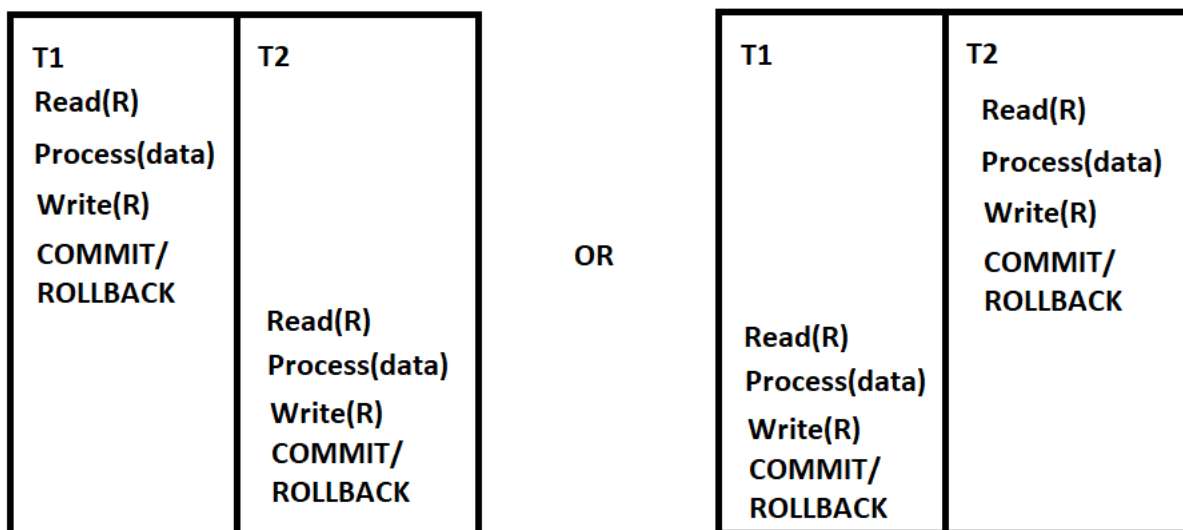 T1
Read(R)
Process(data)
Write(R)
COMMIT/
ROLLBACK
T2
Read(R)
Process(data)
Write(R)
COMMIT/
ROLLBACK
OR
T1
Read(R)
Process(data)
Write(R)
COMMIT/
ROLLBACK
T2
Read(R)
Process(data)
Write(R)
COMMIT/
ROLLBACK